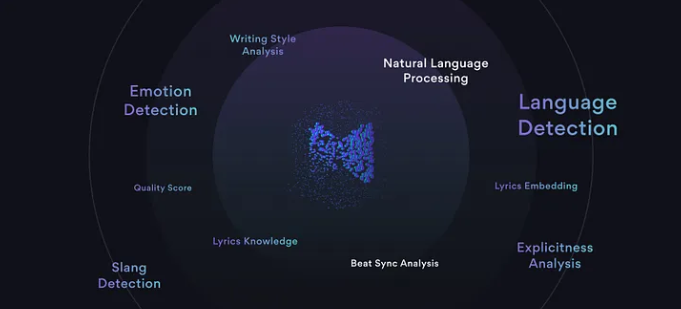 Writing Style
Analysis
Natural Language
Processing
Emotion
Detection
Language
Detection
Quality Score
Lyrics Embedding
Lyrics Knowledge
Explicitness
Analysis
Beat Sync Analysis
Slang
Detection